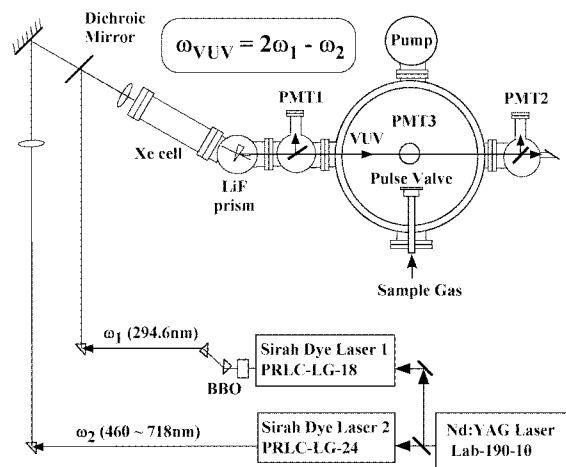 Dichroic
Mirror
ω_VUV = 2ω₁ - ω₂
Pump
PMT1
PMT2
PMT3
VUV
Xe cell
LiF
prism
Pulse Valve
Sample Gas
ω₁ (294.6nm)
BBO
Sirah Dye Laser 1
PRLC-LG-18
ω₂ (460 ~ 718nm)
Sirah Dye Laser 2
PRLC-LG-24
Nd:YAG Laser
Lab-190-10